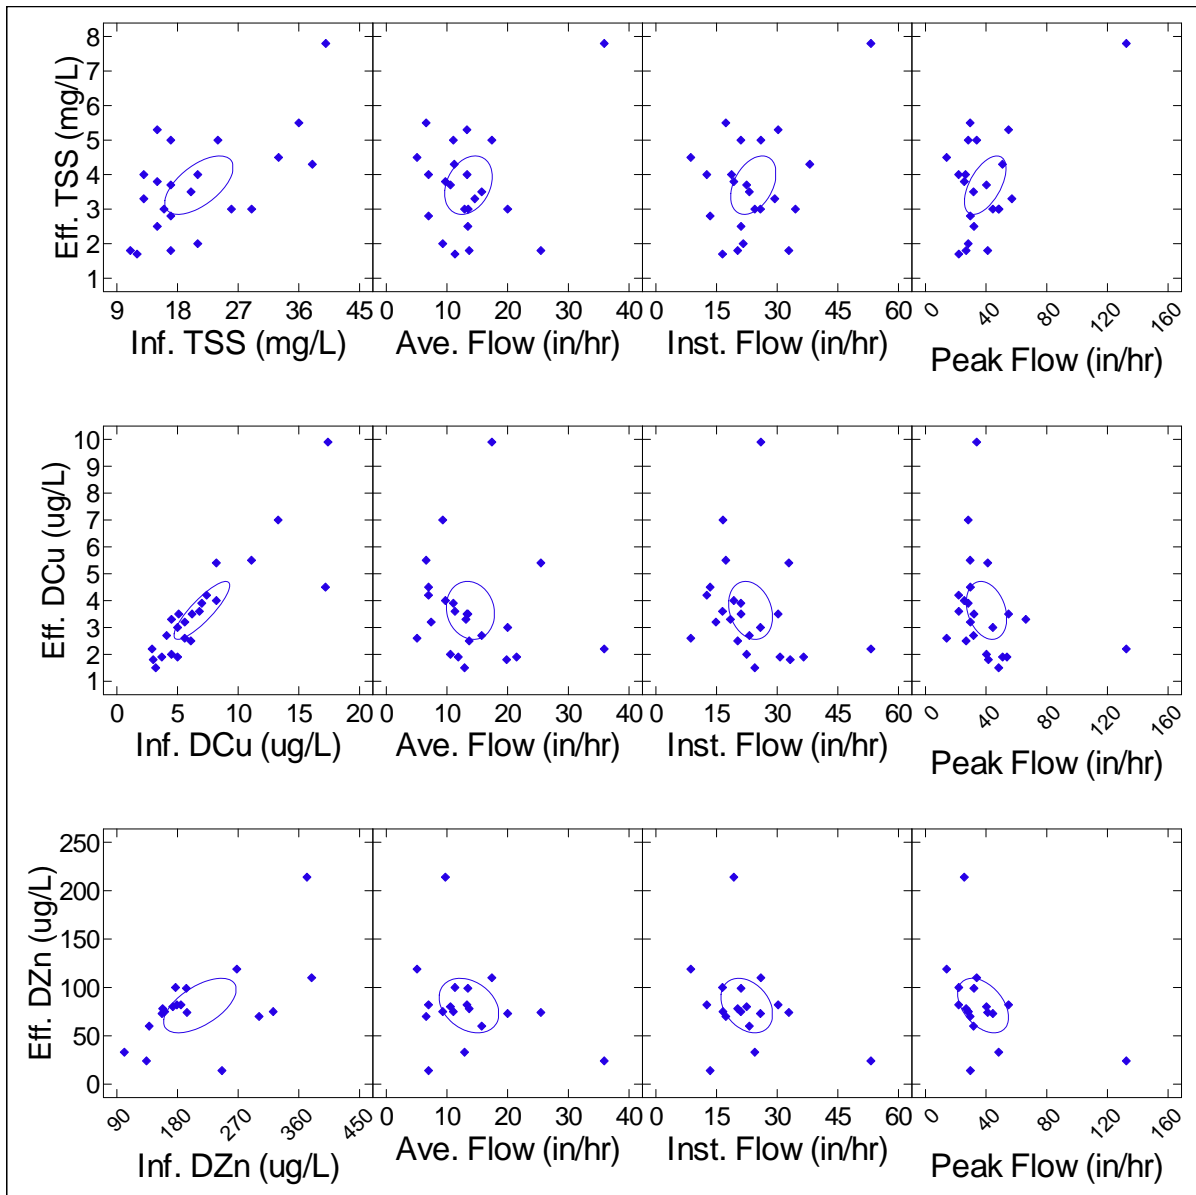 Eff. TSS (mg/L)
8
7
6
5
4
3
2
1
9 18 27 36 45
0 10 20 30 40
0 15 30 45 60
0 40 80 120 160
Inf. TSS (mg/L)
Ave. Flow (in/hr)
Inst. Flow (in/hr)
Peak Flow (in/hr)
Eff. DCu (ug/L)
10
9
8
7
6
5
4
3
2
1
0 5 10 15 20
0 10 20 30 40
0 15 30 45 60
0 40 80 120 160
Inf. DCu (ug/L)
Ave. Flow (in/hr)
Inst. Flow (in/hr)
Peak Flow (in/hr)
Eff. DZn (ug/L)
250
200
150
100
50
0
90 180 270 360 450
0 10 20 30 40
0 15 30 45 60
0 40 80 120 160
Inf. DZn (ug/L)
Ave. Flow (in/hr)
Inst. Flow (in/hr)
Peak Flow (in/hr)